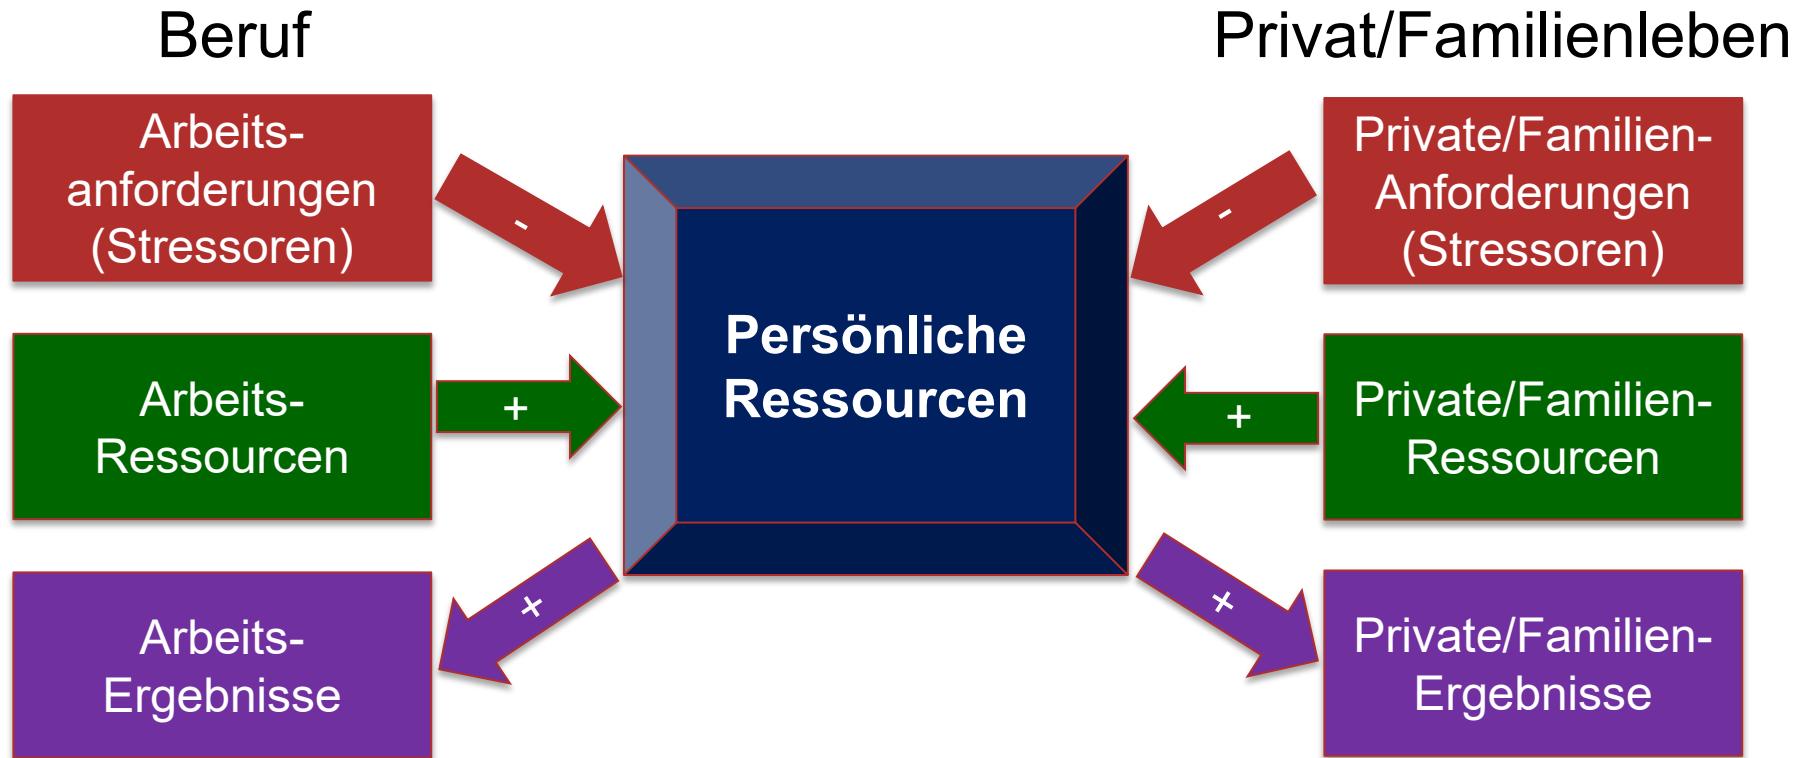 Beruf
Privat/Familienleben
Arbeits-
anforderungen
(Stressoren)
-
Persönliche
Ressourcen
-
Private/Familien-
Anforderungen
(Stressoren)
Arbeits-
Ressourcen
+
+
Private/Familien-
Ressourcen
Arbeits-
Ergebnisse
+
+
Private/Familien-
Ergebnisse